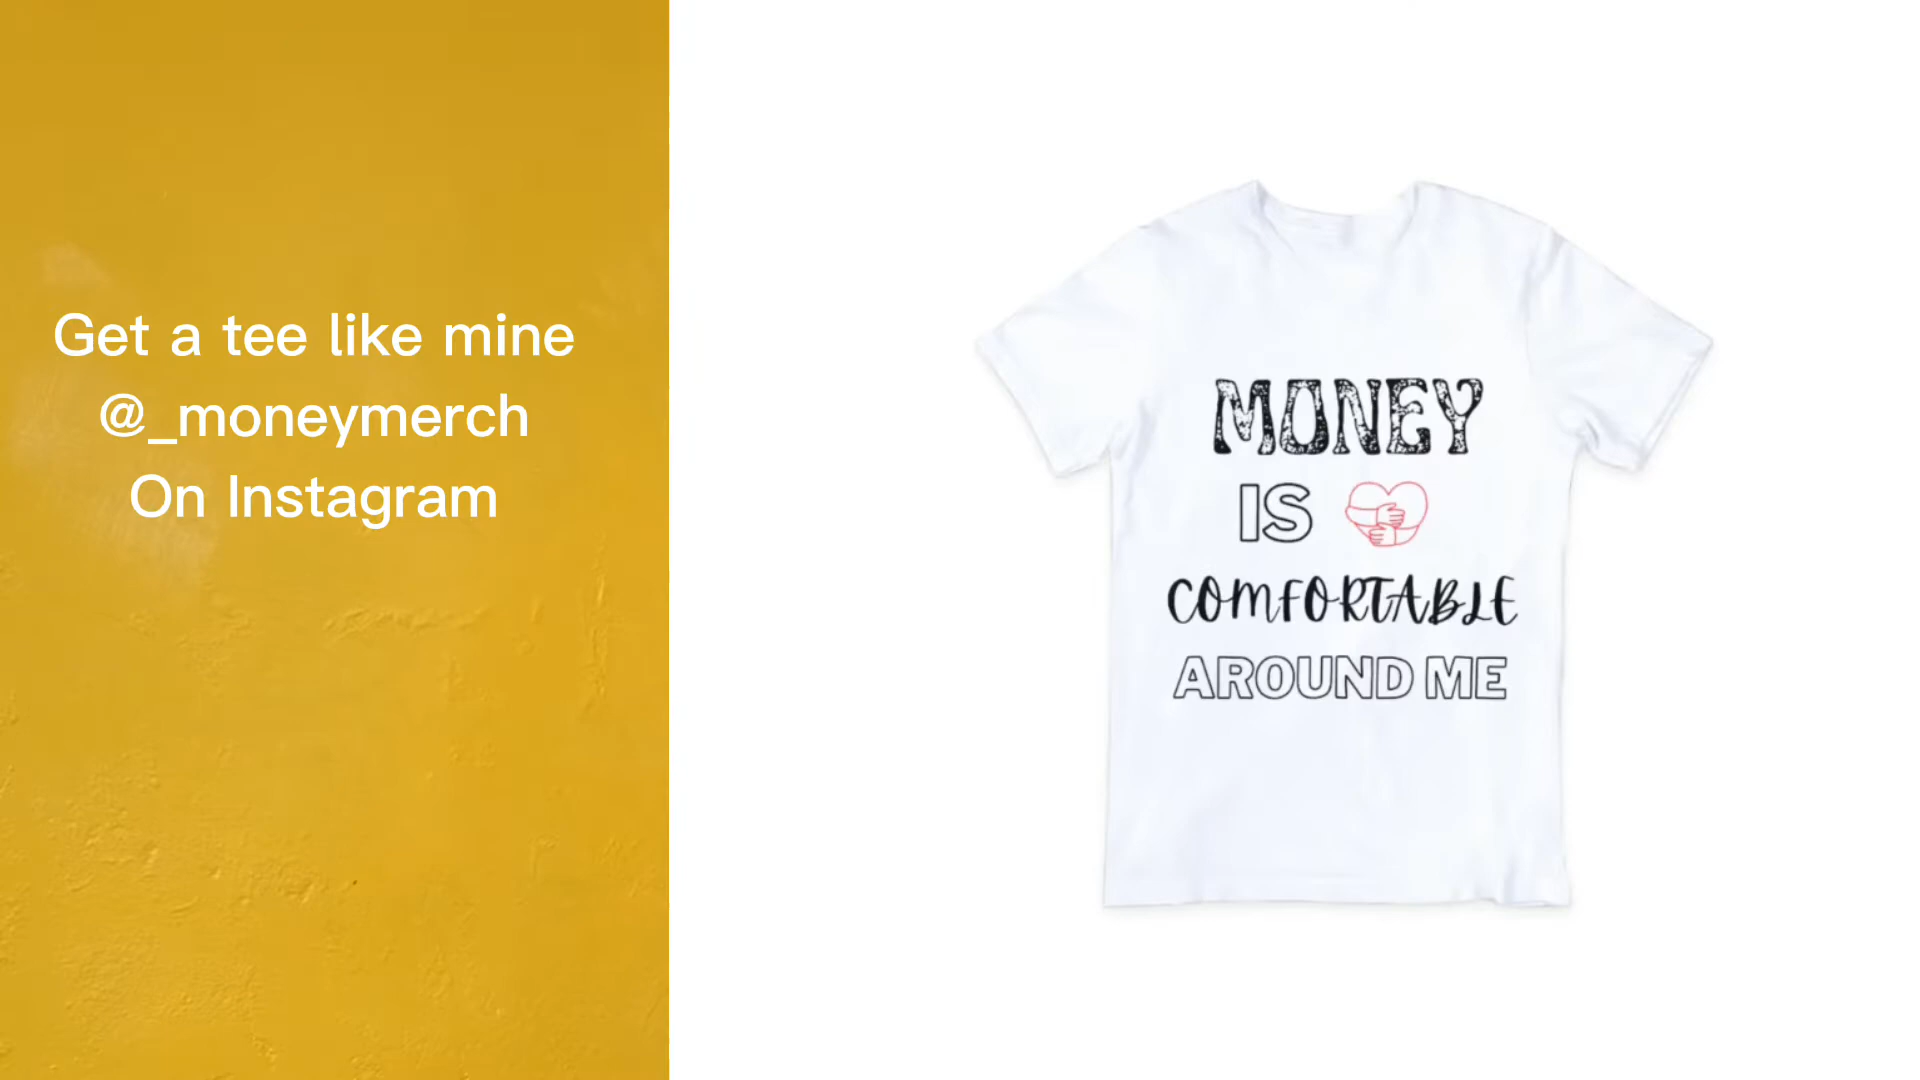 Get a tee like mine
@_moneymerch
On Instagram
MONEY
IS
COMFORTABLE
AROUND ME